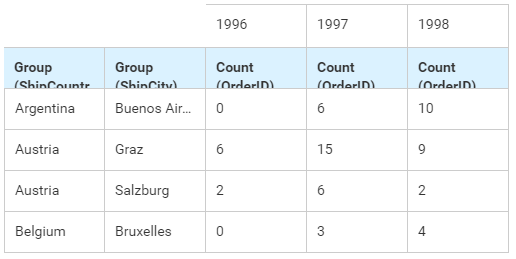 1996 1997 1998
Group Group Count Count Count
(ShipCountr (ShipCity) (OrderID) (OrderID) (OrderID)
Argentina Buenos Air... 0 6 10
Austria Graz 6 15 9
Austria Salzburg 2 6 2
Belgium Bruxelles 0 3 4